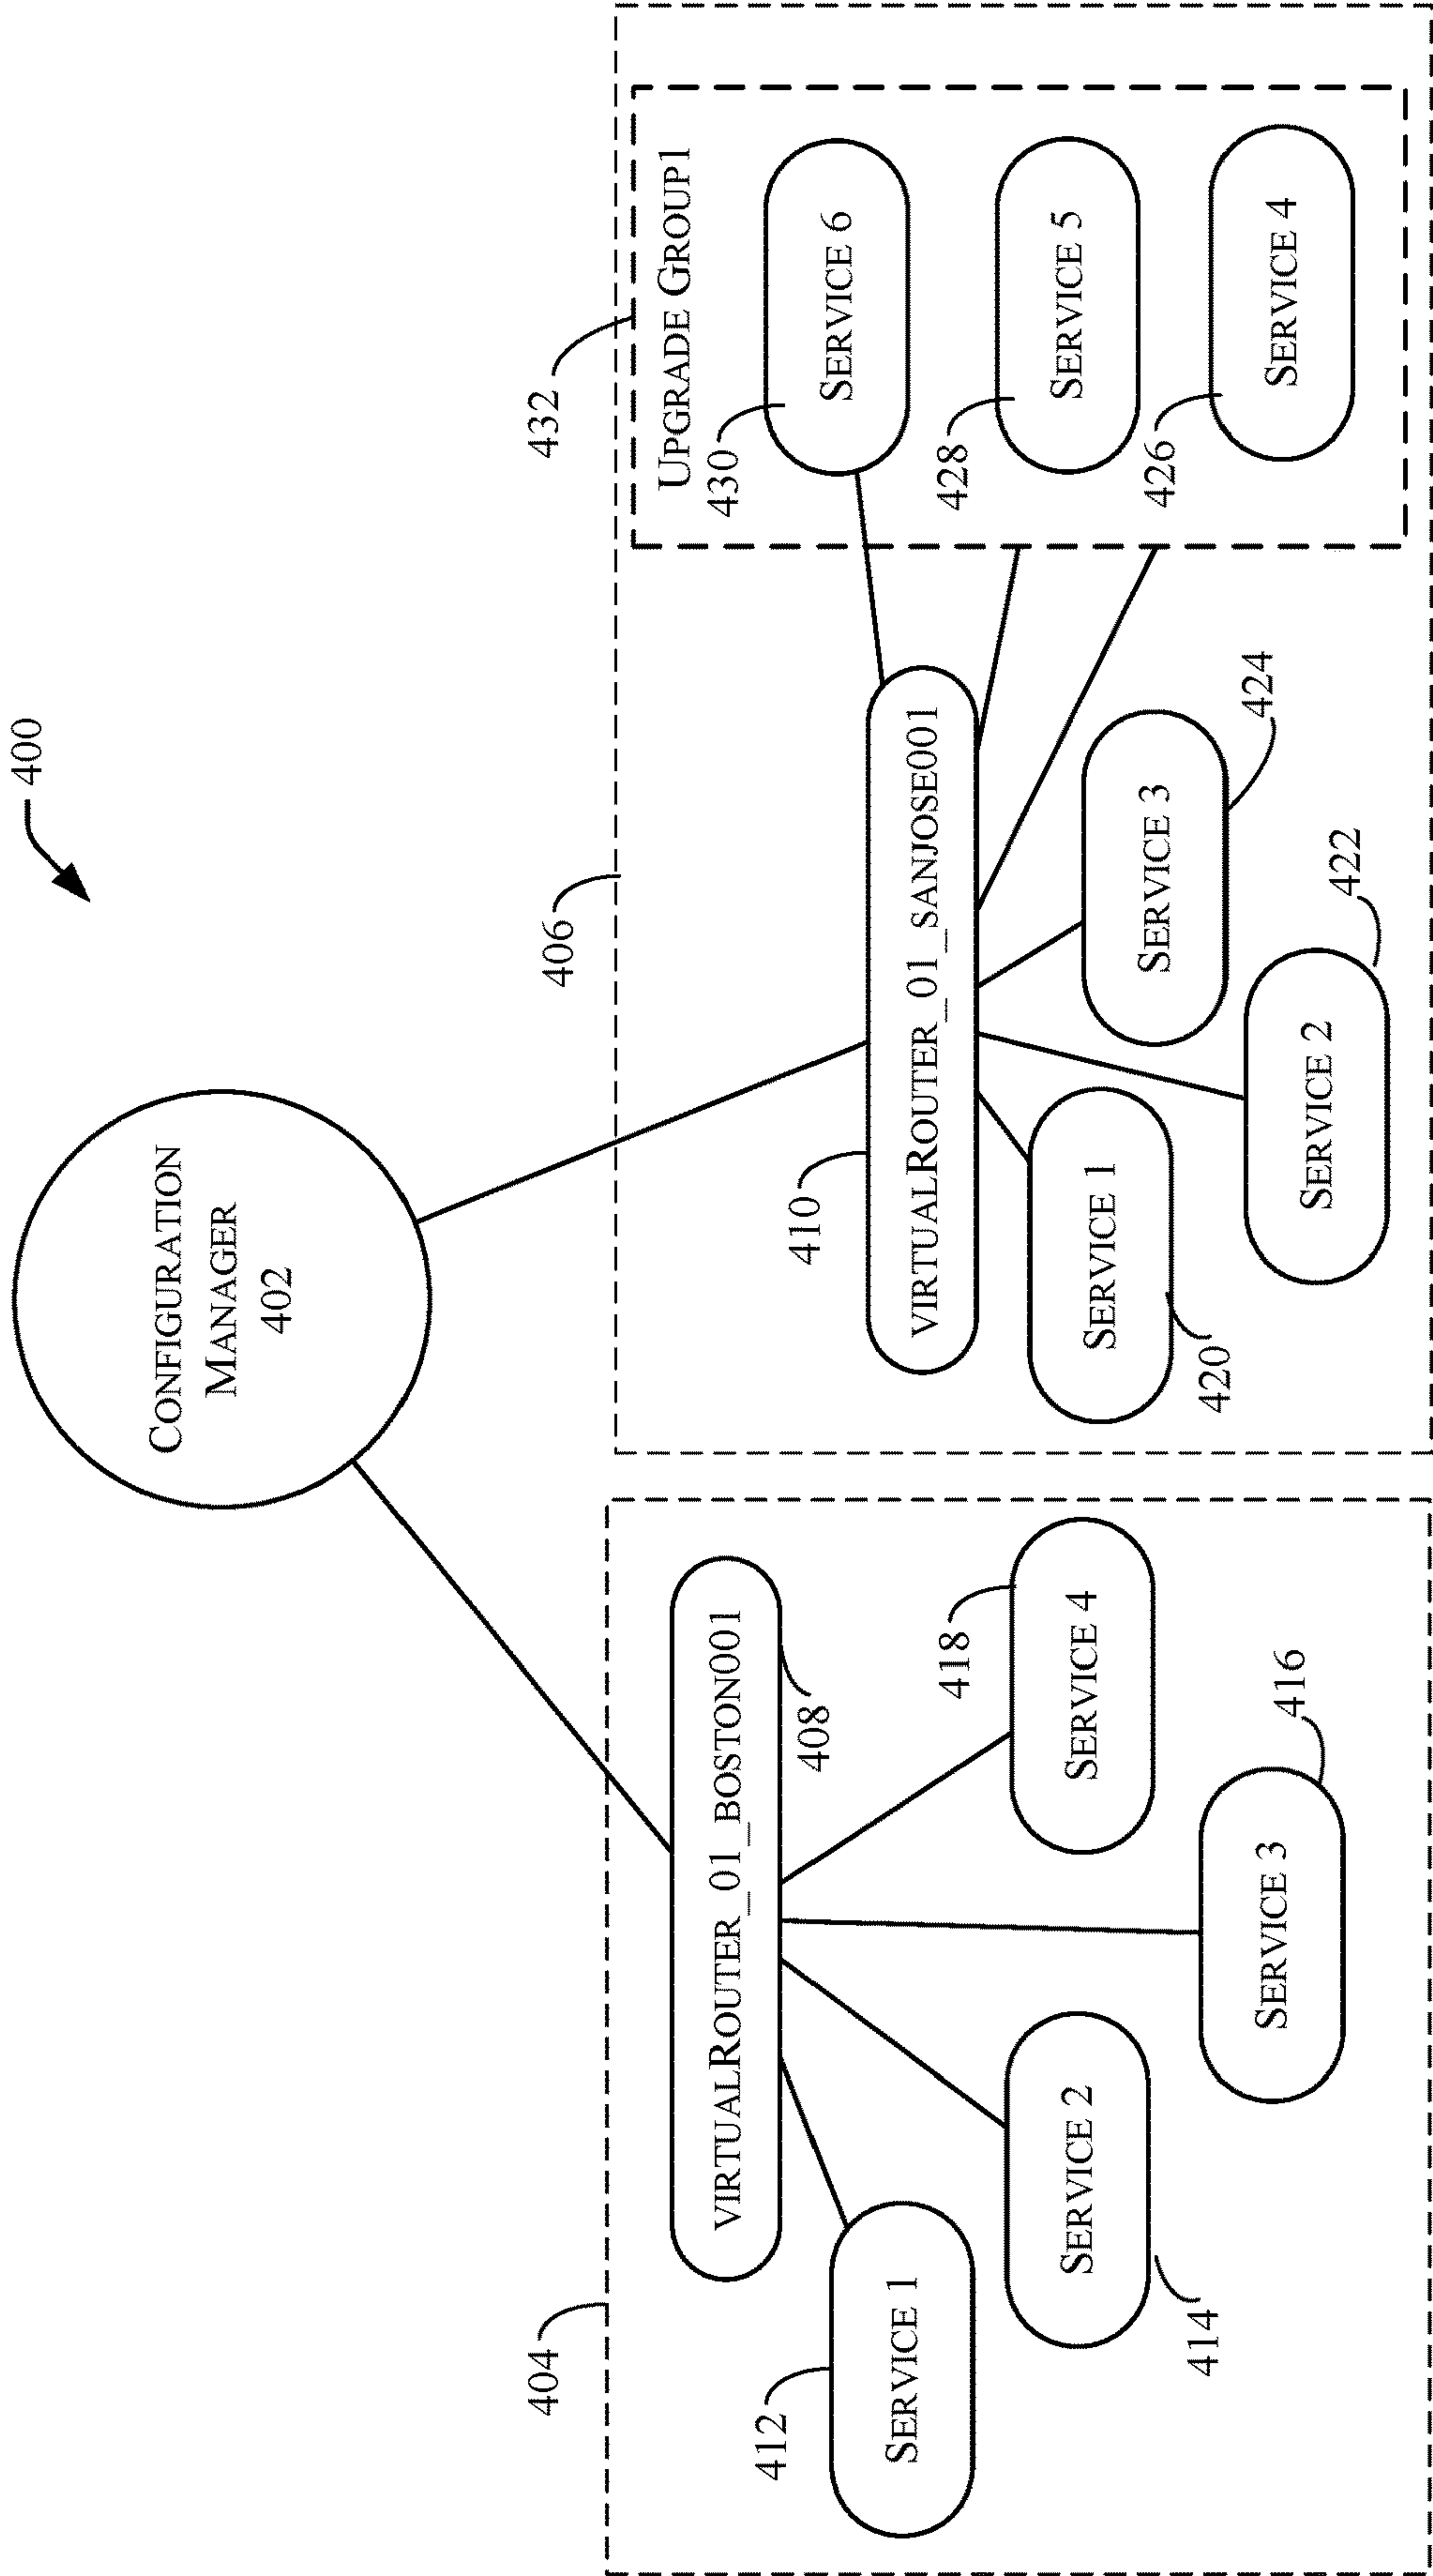 400
CONFIGURATION
MANAGER
402
404
406
432
UPGRADE GROUP1
VIRTUALROUTER_01_BOSTON001
408
412
SERVICE 1
SERVICE 2
414
SERVICE 3
416
418
SERVICE 4
410
VIRTUALROUTER_01_SANJOSE001
SERVICE 1
420
SERVICE 2
422
SERVICE 3
424
430
SERVICE 6
428
SERVICE 5
426
SERVICE 4